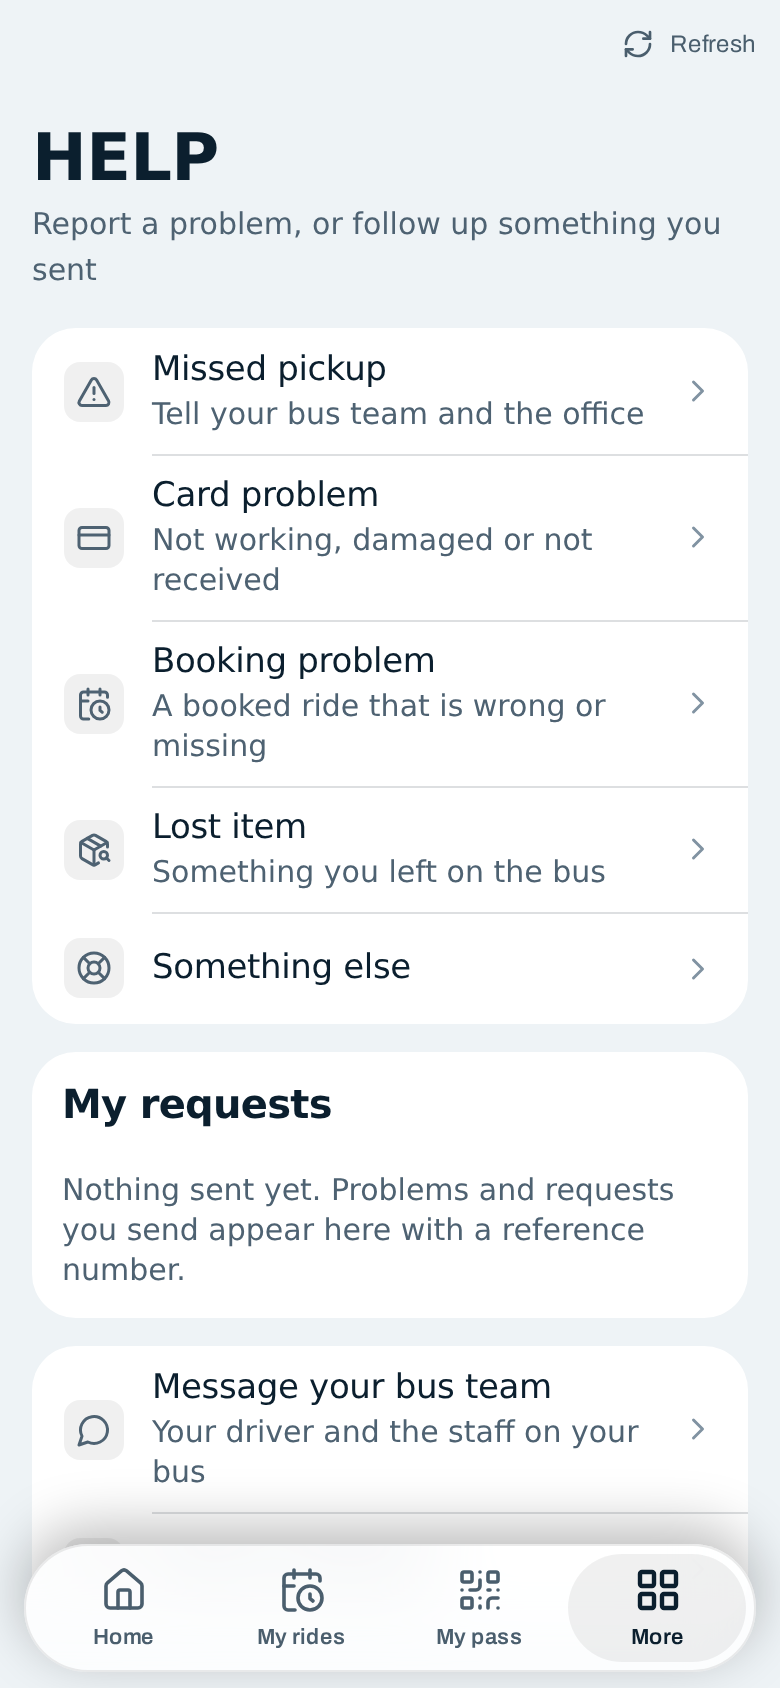 Refresh
HELP
Report a problem, or follow up something you
sent
Missed pickup
Tell your bus team and the office
Card problem
Not working, damaged or not
received
Booking problem
A booked ride that is wrong or
missing
Lost item
Something you left on the bus
Something else
My requests
Nothing sent yet. Problems and requests
you send appear here with a reference
number.
Message your bus team
Your driver and the staff on your
bus
Home
My rides
My pass
More